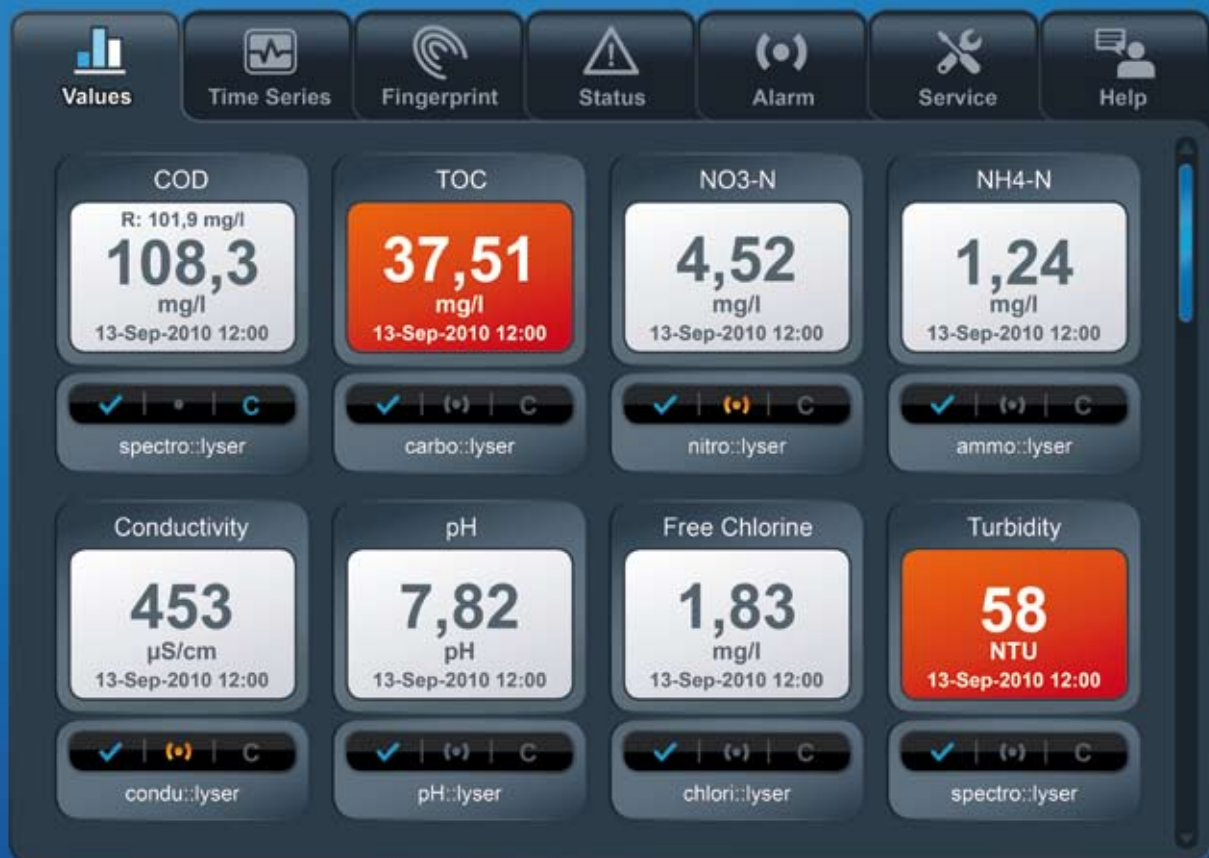 Values
Time Series
Fingerprint
Status
Alarm
Service
Help
COD
R: 101,9 mg/l
108,3
mg/l
13-Sep-2010 12:00
C
spectro::lyser
TOC
37,51
mg/l
13-Sep-2010 12:00
C
carbo::lyser
NO3-N
4,52
mg/l
13-Sep-2010 12:00
C
nitro::lyser
NH4-N
1,24
mg/l
13-Sep-2010 12:00
C
ammo::lyser
Conductivity
453
µS/cm
13-Sep-2010 12:00
C
condu::lyser
pH
7,82
pH
13-Sep-2010 12:00
C
pH::lyser
Free Chlorine
1,83
mg/l
13-Sep-2010 12:00
C
chlori::lyser
Turbidity
58
NTU
13-Sep-2010 12:00
C
spectro::lyser